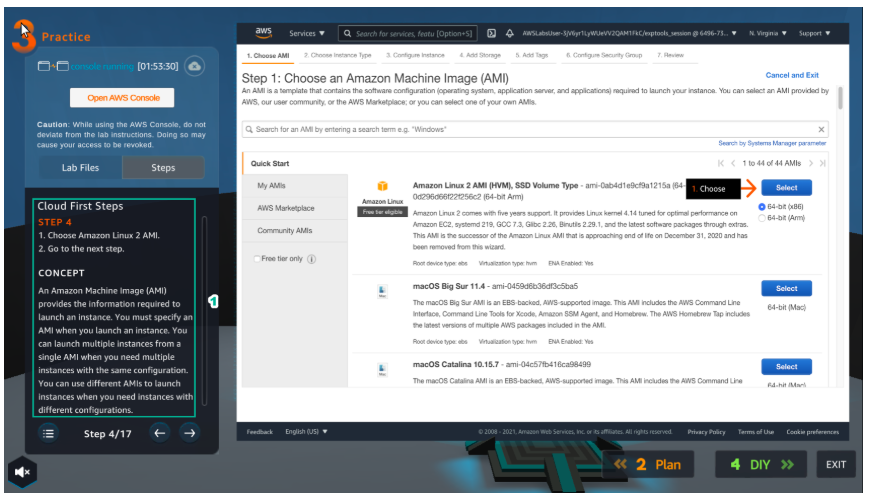 3 Practice
console running [01:53:30]
Open AWS Console
Caution: While using the AWS Console, do not
deviate from the lab instructions. Doing so may
cause your access to be revoked.
Lab Files Steps
Cloud First Steps
STEP 4
1. Choose Amazon Linux 2 AMI.
2. Go to the next step.
CONCEPT
An Amazon Machine Image (AMI)
provides the information required to
launch an instance. You must specify an
AMI when you launch an instance. You
can launch multiple instances from a
single AMI when you need multiple
instances with the same configuration.
You can use different AMIs to launch
instances when you need instances with
different configurations.
1
Step 4/17
aws Services ▼ Search for services, featu [Option+S] N. Virginia ▼ Support ▼
1. Choose AMI 2. Choose Instance Type 3. Configure Instance 4. Add Storage 5. Add Tags 6. Configure Security Group 7. Review
Step 1: Choose an Amazon Machine Image (AMI)
Cancel and Exit
An AMI is a template that contains the software configuration (operating system, application server, and applications) required to launch your instance. You can select an AMI provided by
AWS, our user community, or the AWS Marketplace; or you can select one of your own AMIs.
Search for an AMI by entering a search term e.g. "Windows"
Search by Systems Manager parameter
Quick Start
1 to 44 of 44 AMIs
My AMIs
AWS Marketplace
Community AMIs
Free tier only
Amazon Linux
Free tier eligible
Amazon Linux 2 AMI (HVM), SSD Volume Type - ami-0ab4d1e9cf9a1215a (64-
0d296d66f22f256c2 (64-bit Arm)
1. Choose
Select
64-bit (x86)
64-bit (Arm)
Amazon Linux 2 comes with five years support. It provides Linux kernel 4.14 tuned for optimal performance on
Amazon EC2, systemd 219, GCC 7.3, Glibc 2.26, Binutils 2.29.1, and the latest software packages through extras.
This AMI is the successor of the Amazon Linux AMI that is approaching end of life on December 31, 2020 and has
been removed from this wizard.
Root device type: ebs Virtualization type: hvm ENA Enabled: Yes
Mac
macOS Big Sur 11.4 - ami-0459d6b36df3c5ba5
Select
64-bit (Mac)
The macOS Big Sur AMI is an EBS-backed, AWS-supported image. This AMI includes the AWS Command Line
Interface, Command Line Tools for Xcode, Amazon SSM Agent, and Homebrew. The AWS Homebrew Tap includes
the latest versions of multiple AWS packages included in the AMI.
Root device type: ebs Virtualization type: hvm ENA Enabled: Yes
Mac
macOS Catalina 10.15.7 - ami-04c57fb416ca98499
Select
64-bit (Mac)
The macOS Catalina AMI is an EBS-backed, AWS-supported image. This AMI includes the AWS Command Line
Feedback English (US) ▼ © 2008 - 2021, Amazon Web Services, Inc. or its affiliates. All rights reserved. Privacy Policy Terms of Use Cookie preferences
« 2 Plan 4 DIY » EXIT